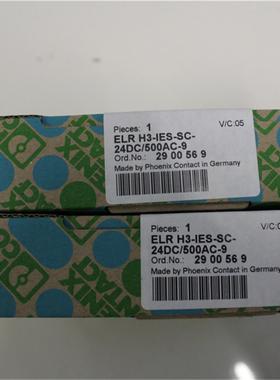 Pieces: 1
V/C:05
ELR H3-IES-SC-
24DC/500AC-9
Ord.No.: 29 00 56 9
Made by Phoenix Contact in Germany
Pieces: 1
ELR H3-IES-SC-
24DC/500AC-9
Ord.No.: 29 00 56 9
Made by Phoenix Contact in Germany